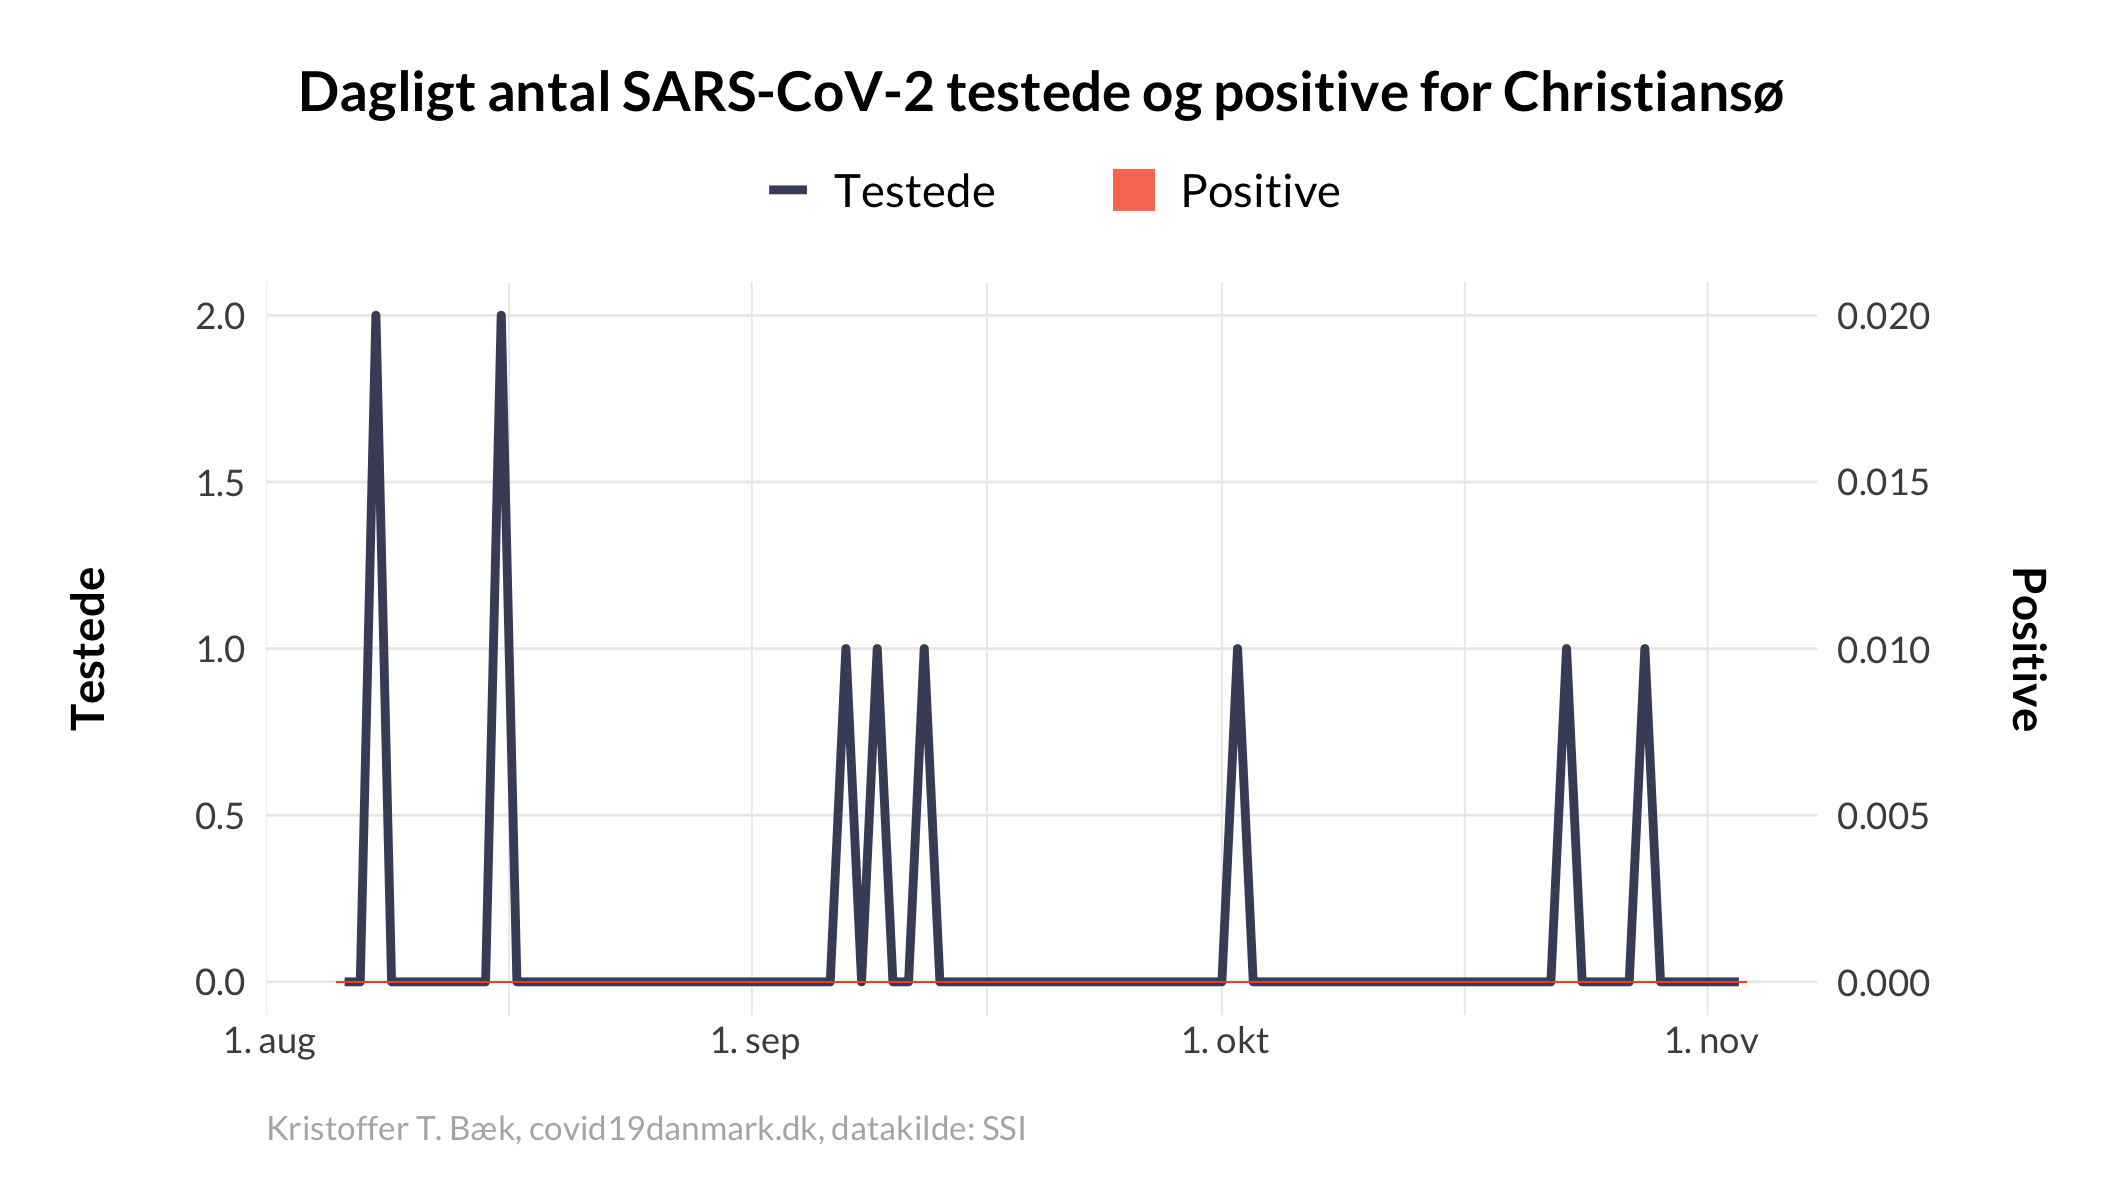 Dagligt antal SARS-CoV-2 testede og positive for Christiansø
Testede Positive
2.0 0.020
1.5 0.015
1.0 0.010
0.5 0.005
0.0 0.000
Testede
Positive
1. aug 1. sep 1. okt 1. nov
Kristoffer T. Bæk, covid19danmark.dk, datakilde: SSI